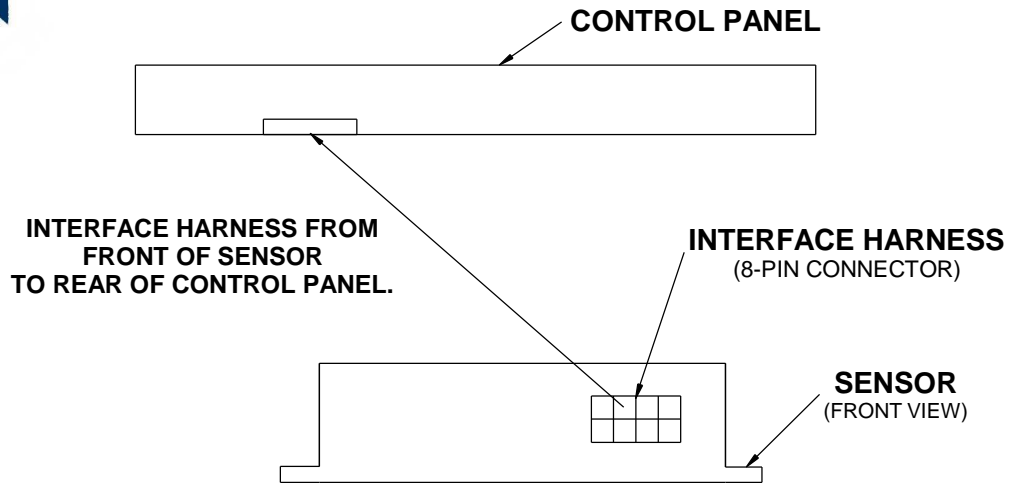 CONTROL PANEL
INTERFACE HARNESS FROM
FRONT OF SENSOR
TO REAR OF CONTROL PANEL.
INTERFACE HARNESS
(8-PIN CONNECTOR)
SENSOR
(FRONT VIEW)